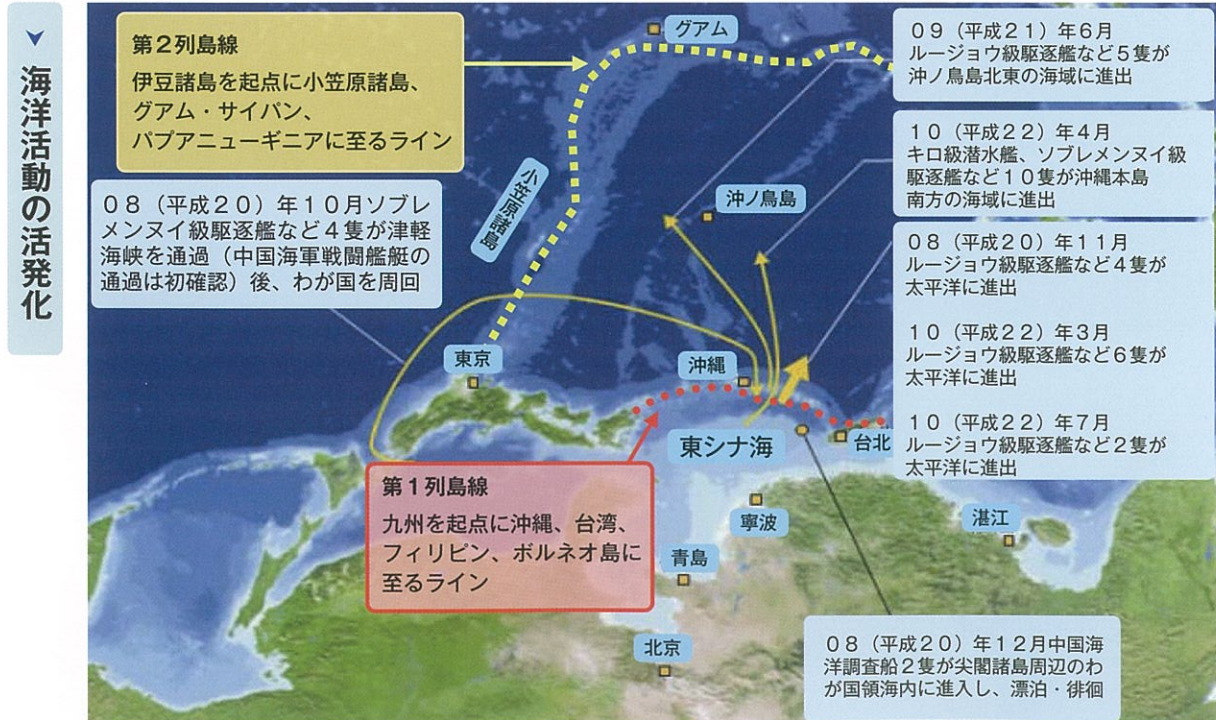 海洋活動の活発化
第2列島線
伊豆諸島を起点に小笠原諸島、
グアム・サイパン、
パプアニューギニアに至るライン
08(平成20)年10月ソブレ
メンヌイ級駆逐艦など4隻が津軽
海峡を通過(中国海軍戦闘艦艇の
通過は初確認)後、わが国を周回
グアム
小笠原諸島
沖ノ鳥島
東京
沖縄
東シナ海
台北
寧波
湛江
青島
北京
第1列島線
九州を起点に沖縄、台湾、
フィリピン、ボルネオ島に
至るライン
09(平成21)年6月
ルージョウ級駆逐艦など5隻が
沖ノ鳥島北東の海域に進出
10(平成22)年4月
キロ級潜水艦、ソブレメンヌイ級
駆逐艦など10隻が沖縄本島
南方の海域に進出
08(平成20)年11月
ルージョウ級駆逐艦など4隻が
太平洋に進出
10(平成22)年3月
ルージョウ級駆逐艦など6隻が
太平洋に進出
10(平成22)年7月
ルージョウ級駆逐艦など2隻が
太平洋に進出
08(平成20)年12月中国海
洋調査船2隻が尖閣諸島周辺のわ
が国領海内に進入し、漂泊・徘徊